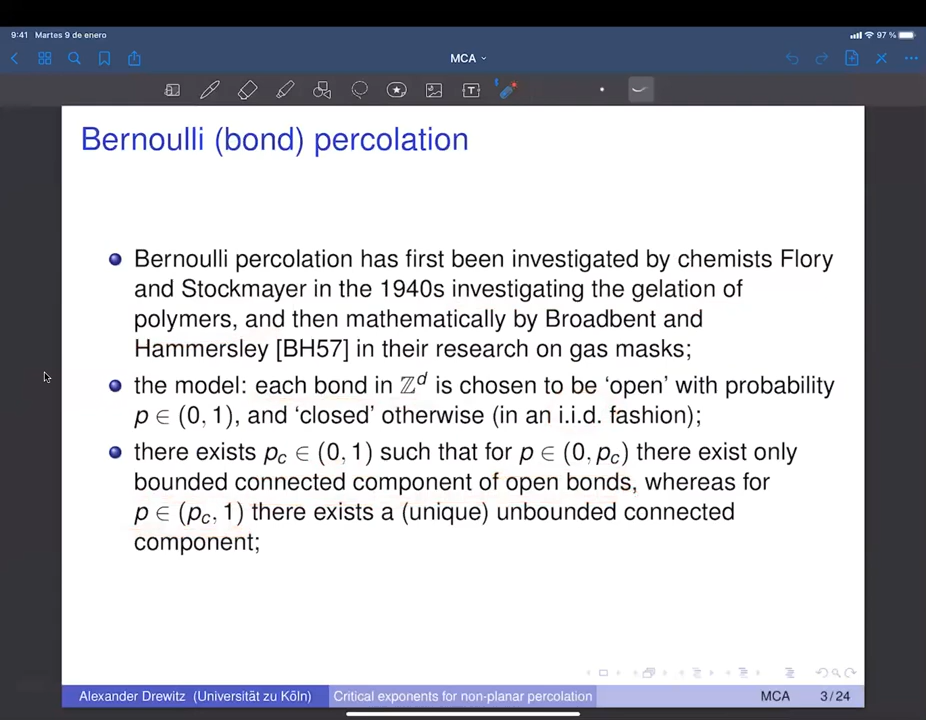 9:41 Martes 9 de enero
97 %
MCA
Bernoulli (bond) percolation
Bernoulli percolation has first been investigated by chemists Flory
and Stockmayer in the 1940s investigating the gelation of
polymers, and then mathematically by Broadbent and
Hammersley [BH57] in their research on gas masks;
the model: each bond in ℤᵈ is chosen to be ‘open’ with probability
p ∈ (0, 1), and ‘closed’ otherwise (in an i.i.d. fashion);
there exists p_c ∈ (0, 1) such that for p ∈ (0, p_c) there exist only
bounded connected component of open bonds, whereas for
p ∈ (p_c, 1) there exists a (unique) unbounded connected
component;
Alexander Drewitz (Universität zu Köln) Critical exponents for non-planar percolation MCA 3 / 24